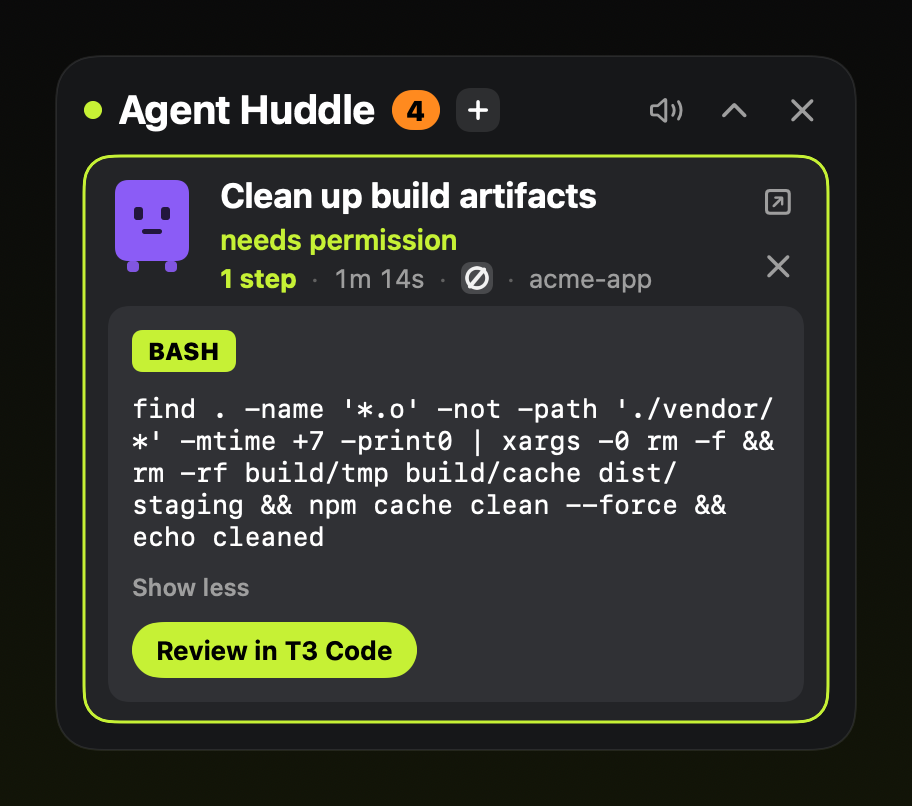 Agent Huddle 4 +
Clean up build artifacts
needs permission
1 step · 1m 14s · · acme-app
BASH
find . -name '*.o' -not -path './vendor/
*' -mtime +7 -print0 | xargs -0 rm -f &&
rm -rf build/tmp build/cache dist/
staging && npm cache clean --force &&
echo cleaned
Show less
Review in T3 Code